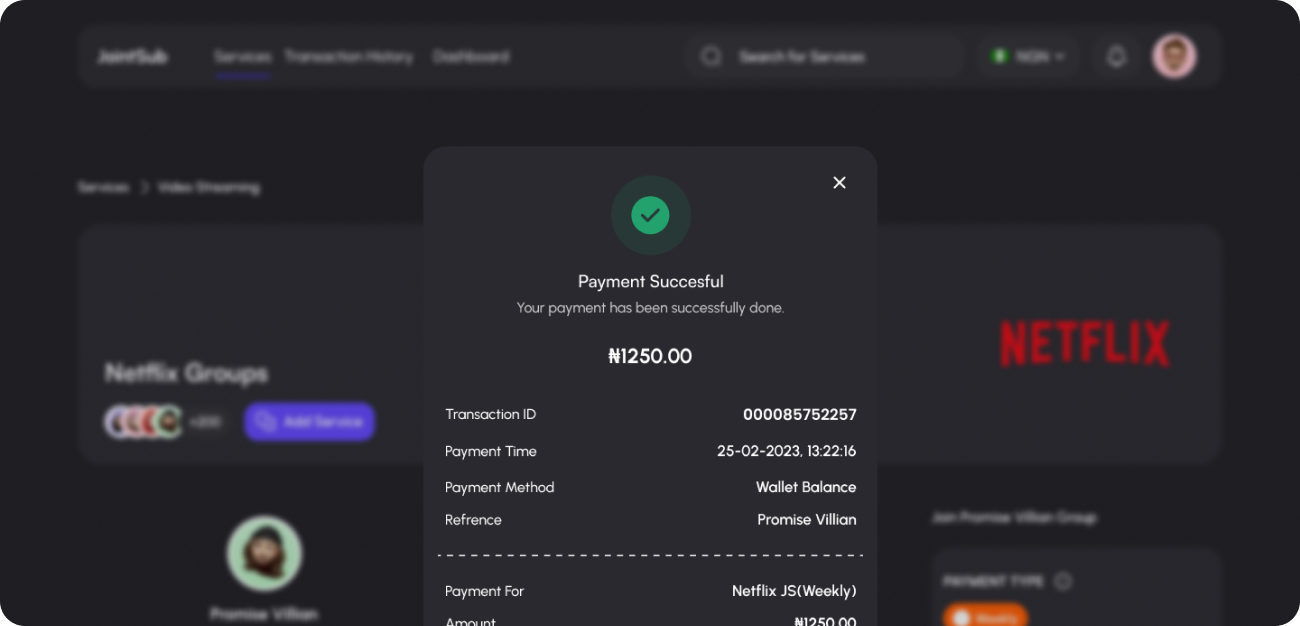 JointSub
Services Transaction History Dashboard
Search for Services
NGN
Services > Video Streaming
Payment Succesful
Your payment has been successfully done.
₦1250.00
NETFLIX
Netflix Groups
+200
Add Service
Transaction ID 000085752257
Payment Time 25-02-2023, 13:22:16
Payment Method Wallet Balance
Refrence Promise Villian
Payment For Netflix JS(Weekly)
Amount ₦1250.00
Promise Villian
Join Promise Villian Group
PAYMENT TYPE
Weekly